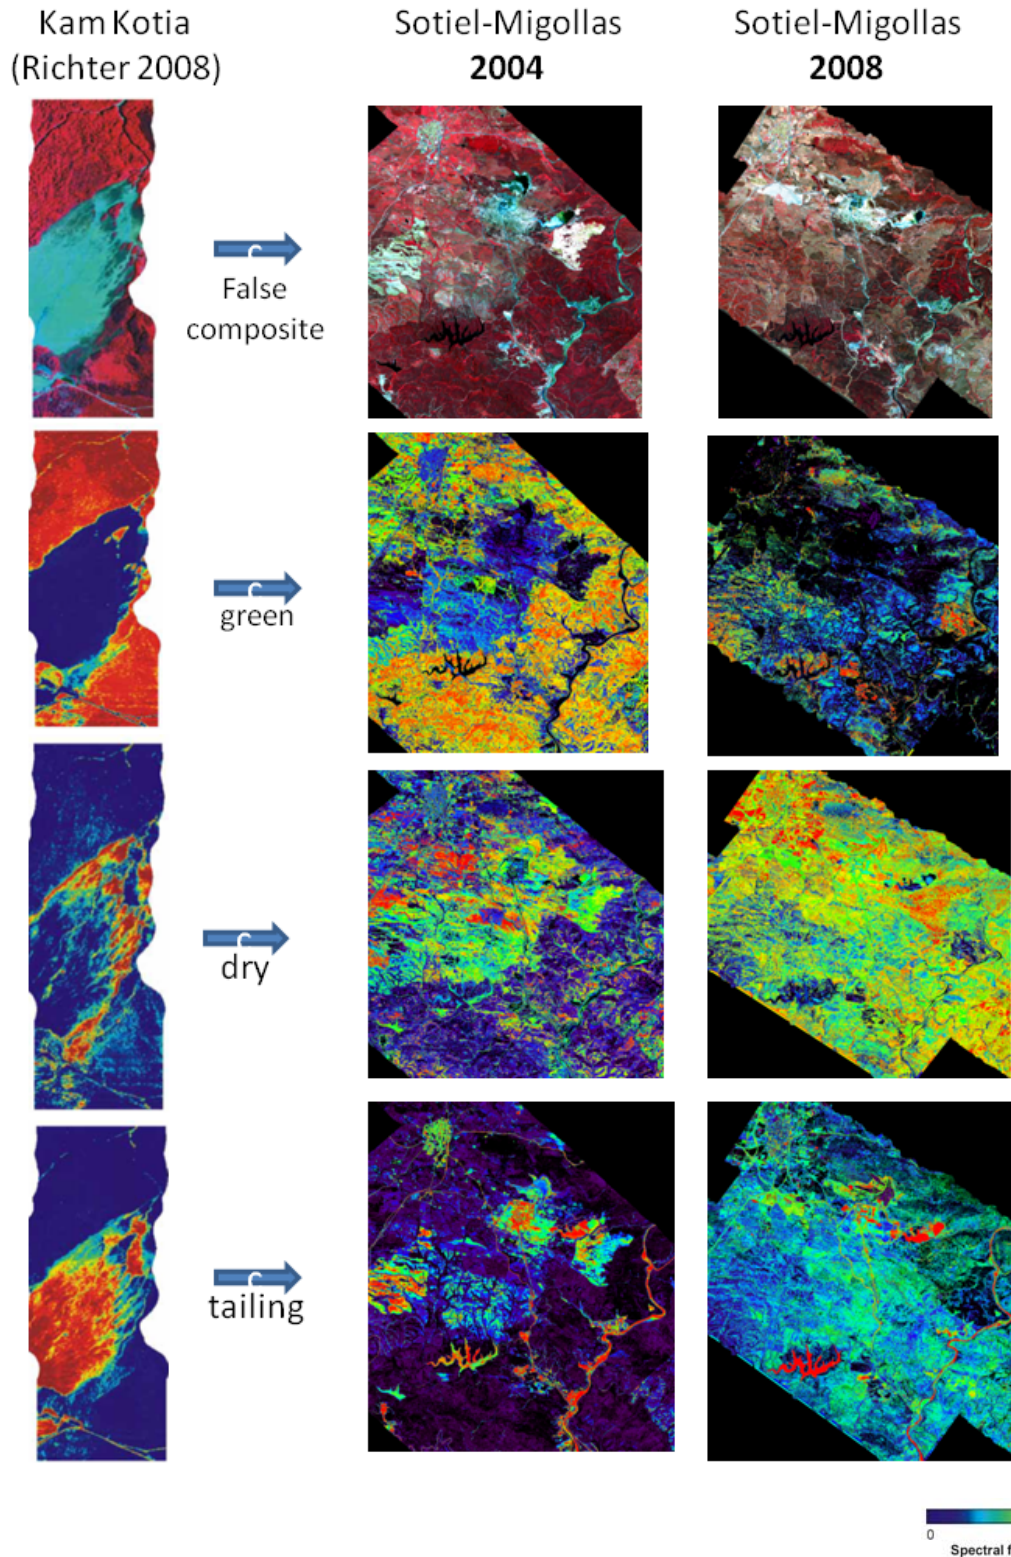 Kam Kotia
(Richter 2008)
Sotiel-Migollas
2004
Sotiel-Migollas
2008
False
composite
green
dry
tailing
0
Spectral f